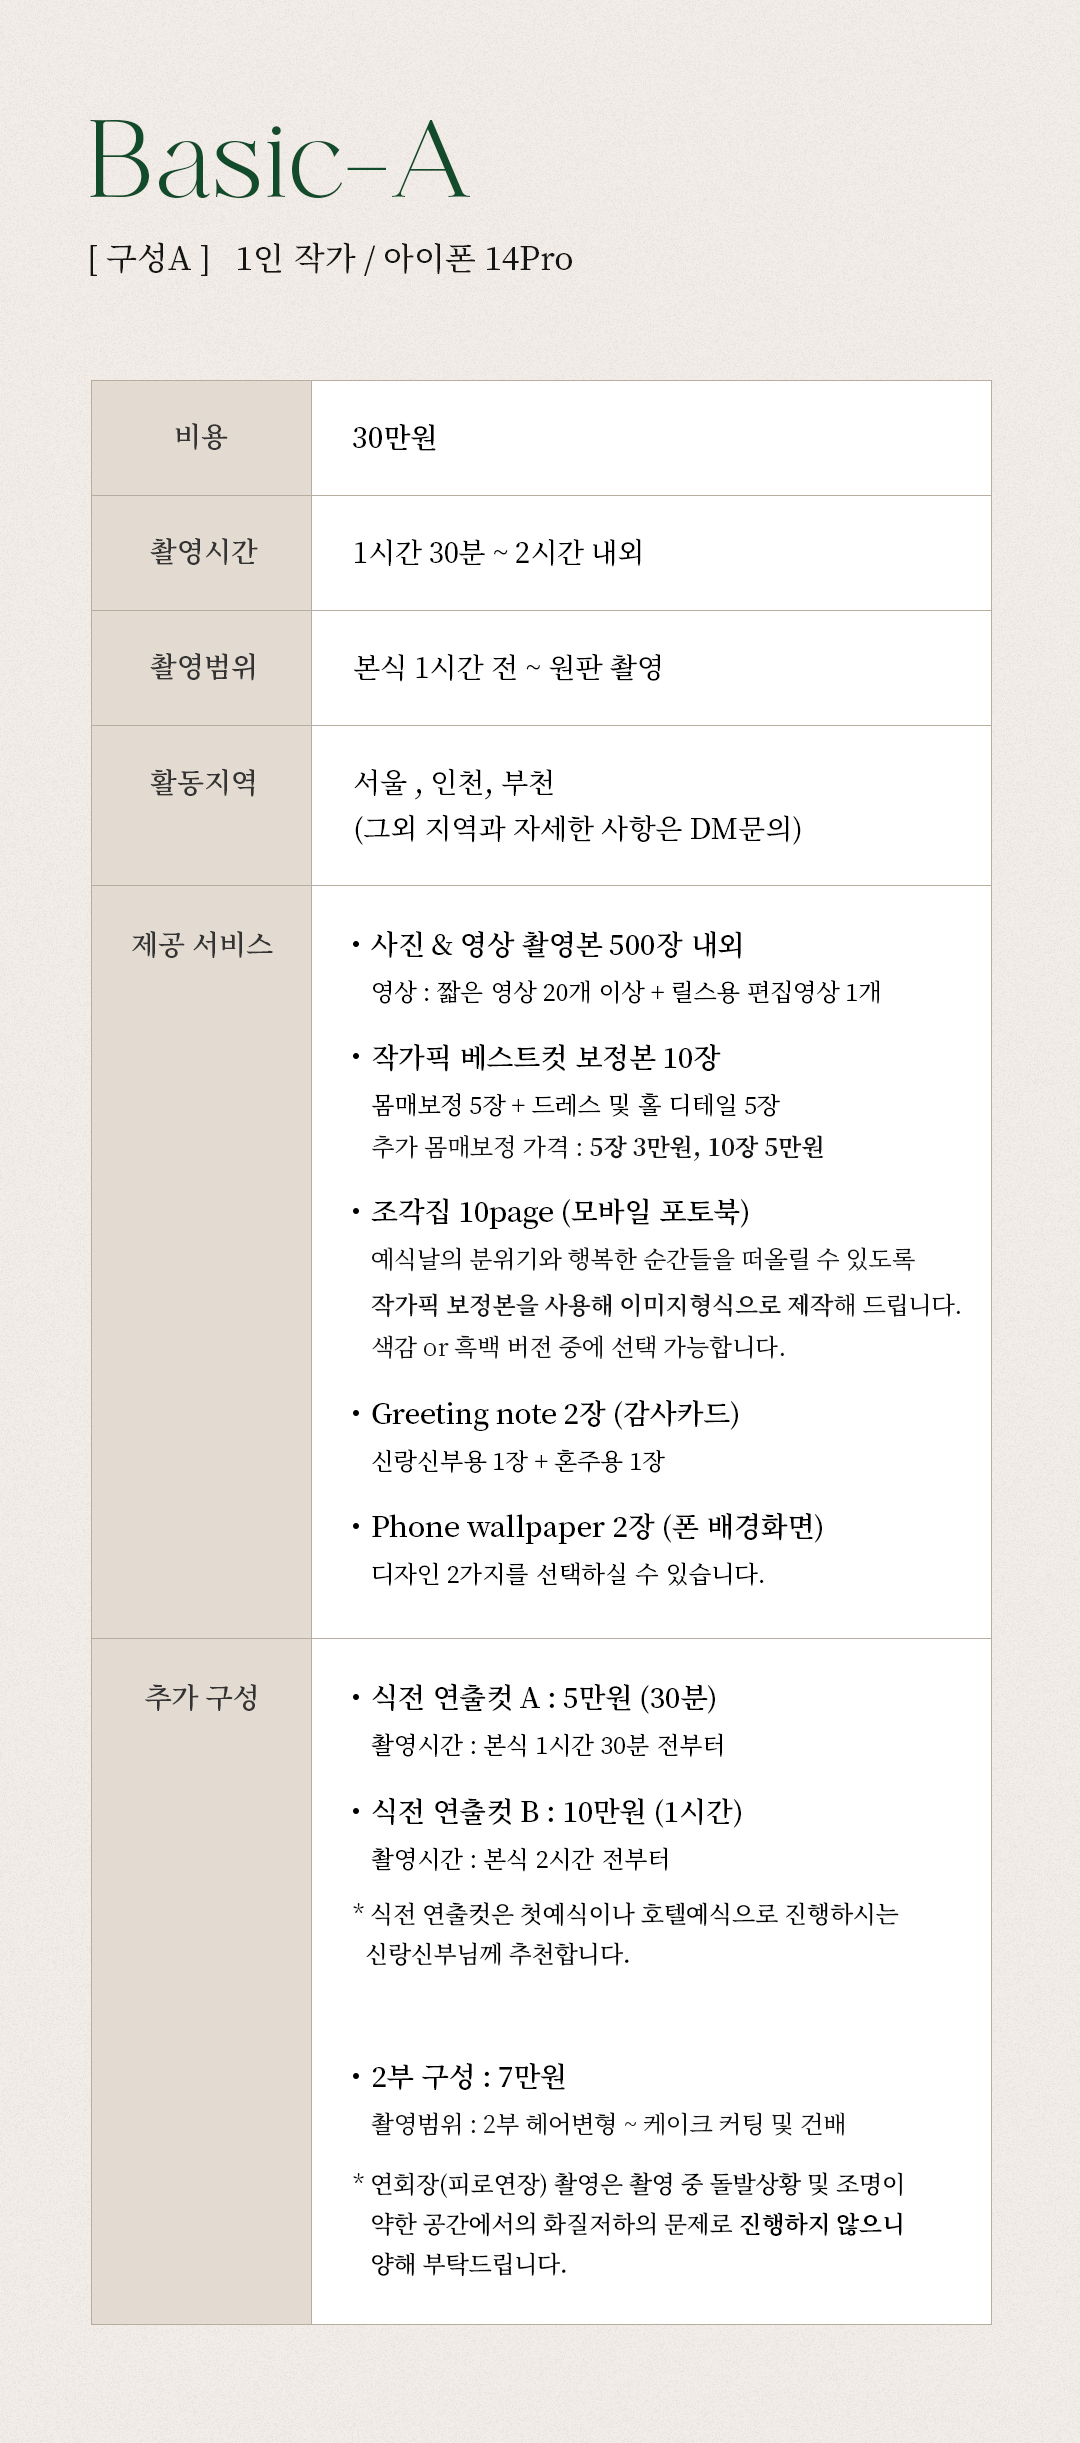 Basic-A
[ 구성A ] 1인 작가 / 아이폰 14Pro
비용
30만원
촬영시간
1시간 30분 ~ 2시간 내외
촬영범위
본식 1시간 전 ~ 원판 촬영
활동지역
서울 , 인천, 부천
(그외 지역과 자세한 사항은 DM문의)
제공 서비스
• 사진 & 영상 촬영본 500장 내외
영상 : 짧은 영상 20개 이상 + 릴스용 편집영상 1개
• 작가픽 베스트컷 보정본 10장
몸매보정 5장 + 드레스 및 홀 디테일 5장
추가 몸매보정 가격 : 5장 3만원, 10장 5만원
• 조각집 10page (모바일 포토북)
예식날의 분위기와 행복한 순간들을 떠올릴 수 있도록
작가픽 보정본을 사용해 이미지형식으로 제작해 드립니다.
색감 or 흑백 버전 중에 선택 가능합니다.
• Greeting note 2장 (감사카드)
신랑신부용 1장 + 혼주용 1장
• Phone wallpaper 2장 (폰 배경화면)
디자인 2가지를 선택하실 수 있습니다.
추가 구성
• 식전 연출컷 A : 5만원 (30분)
촬영시간 : 본식 1시간 30분 전부터
• 식전 연출컷 B : 10만원 (1시간)
촬영시간 : 본식 2시간 전부터
* 식전 연출컷은 첫예식이나 호텔예식으로 진행하시는
신랑신부님께 추천합니다.
• 2부 구성 : 7만원
촬영범위 : 2부 헤어변형 ~ 케이크 커팅 및 건배
* 연회장(피로연장) 촬영은 촬영 중 돌발상황 및 조명이
약한 공간에서의 화질저하의 문제로 진행하지 않으니
양해 부탁드립니다.